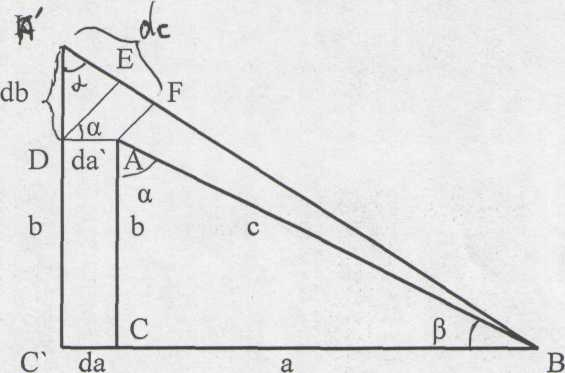 A′ dc
E
db α F
α
D da` A
α
b b c
C β
C` da a B